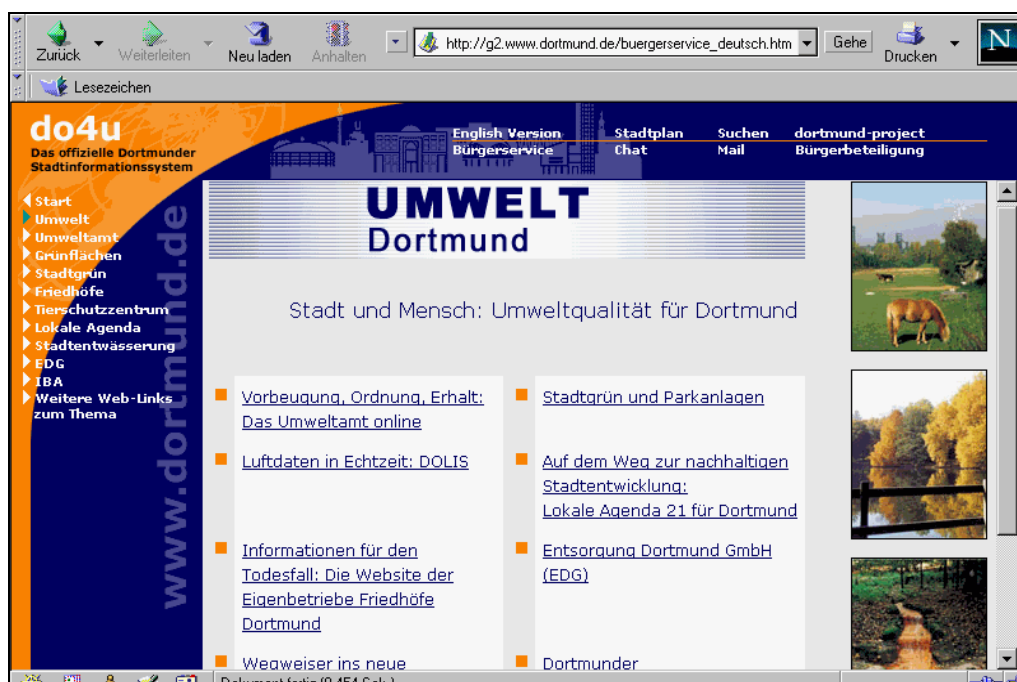 Zurück Weiterleiten Neu laden Anhalten http://g2.www.dortmund.de/buergerservice_deutsch.htm Gehe Drucken N
Lesezeichen
do4u
Das offizielle Dortmunder
Stadtinformationssystem
English Version Stadtplan Suchen dortmund-project
Bürgerservice Chat Mail Bürgerbeteiligung
Start
Umwelt
Umweltamt
Grünflächen
Stadtgrün
Friedhöfe
Tierschutzzentrum
Lokale Agenda
Stadtentwässerung
EDG
IBA
Weitere Web-Links
zum Thema
www.dortmund.de
UMWELT
Dortmund
Stadt und Mensch: Umweltqualität für Dortmund
Vorbeugung, Ordnung, Erhalt:
Das Umweltamt online
Stadtgrün und Parkanlagen
Luftdaten in Echtzeit: DOLIS
Auf dem Weg zur nachhaltigen
Stadtentwicklung:
Lokale Agenda 21 für Dortmund
Informationen für den
Todesfall: Die Website der
Eigenbetriebe Friedhöfe
Dortmund
Entsorgung Dortmund GmbH
(EDG)
Wegweiser ins neue
Dortmunder
Dokument fertig